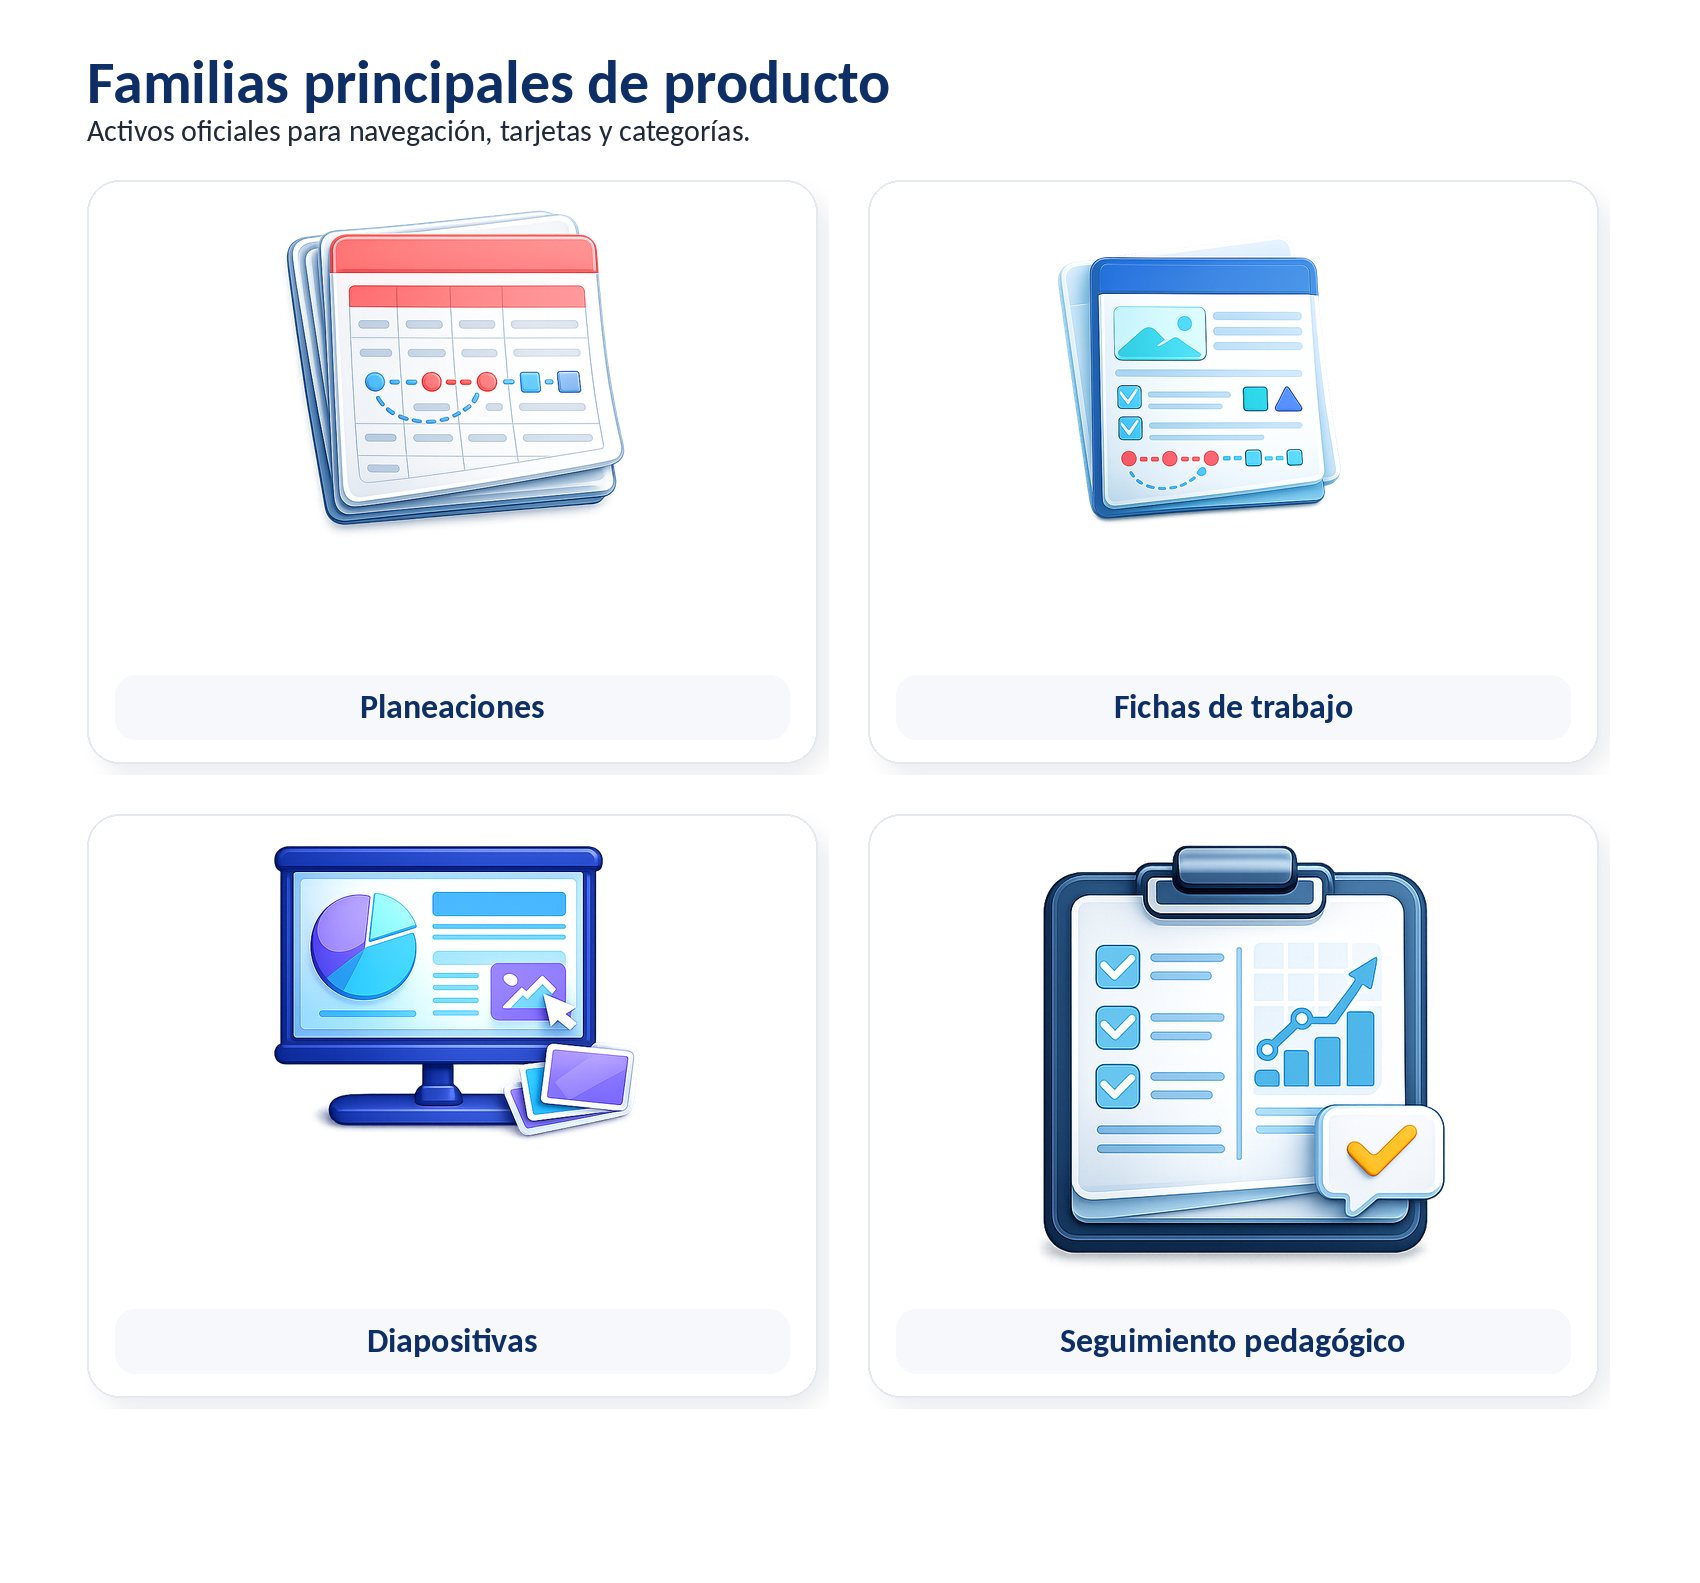 Familias principales de producto
Activos oficiales para navegación, tarjetas y categorías.
Planeaciones
Fichas de trabajo
Diapositivas
Seguimiento pedagógico